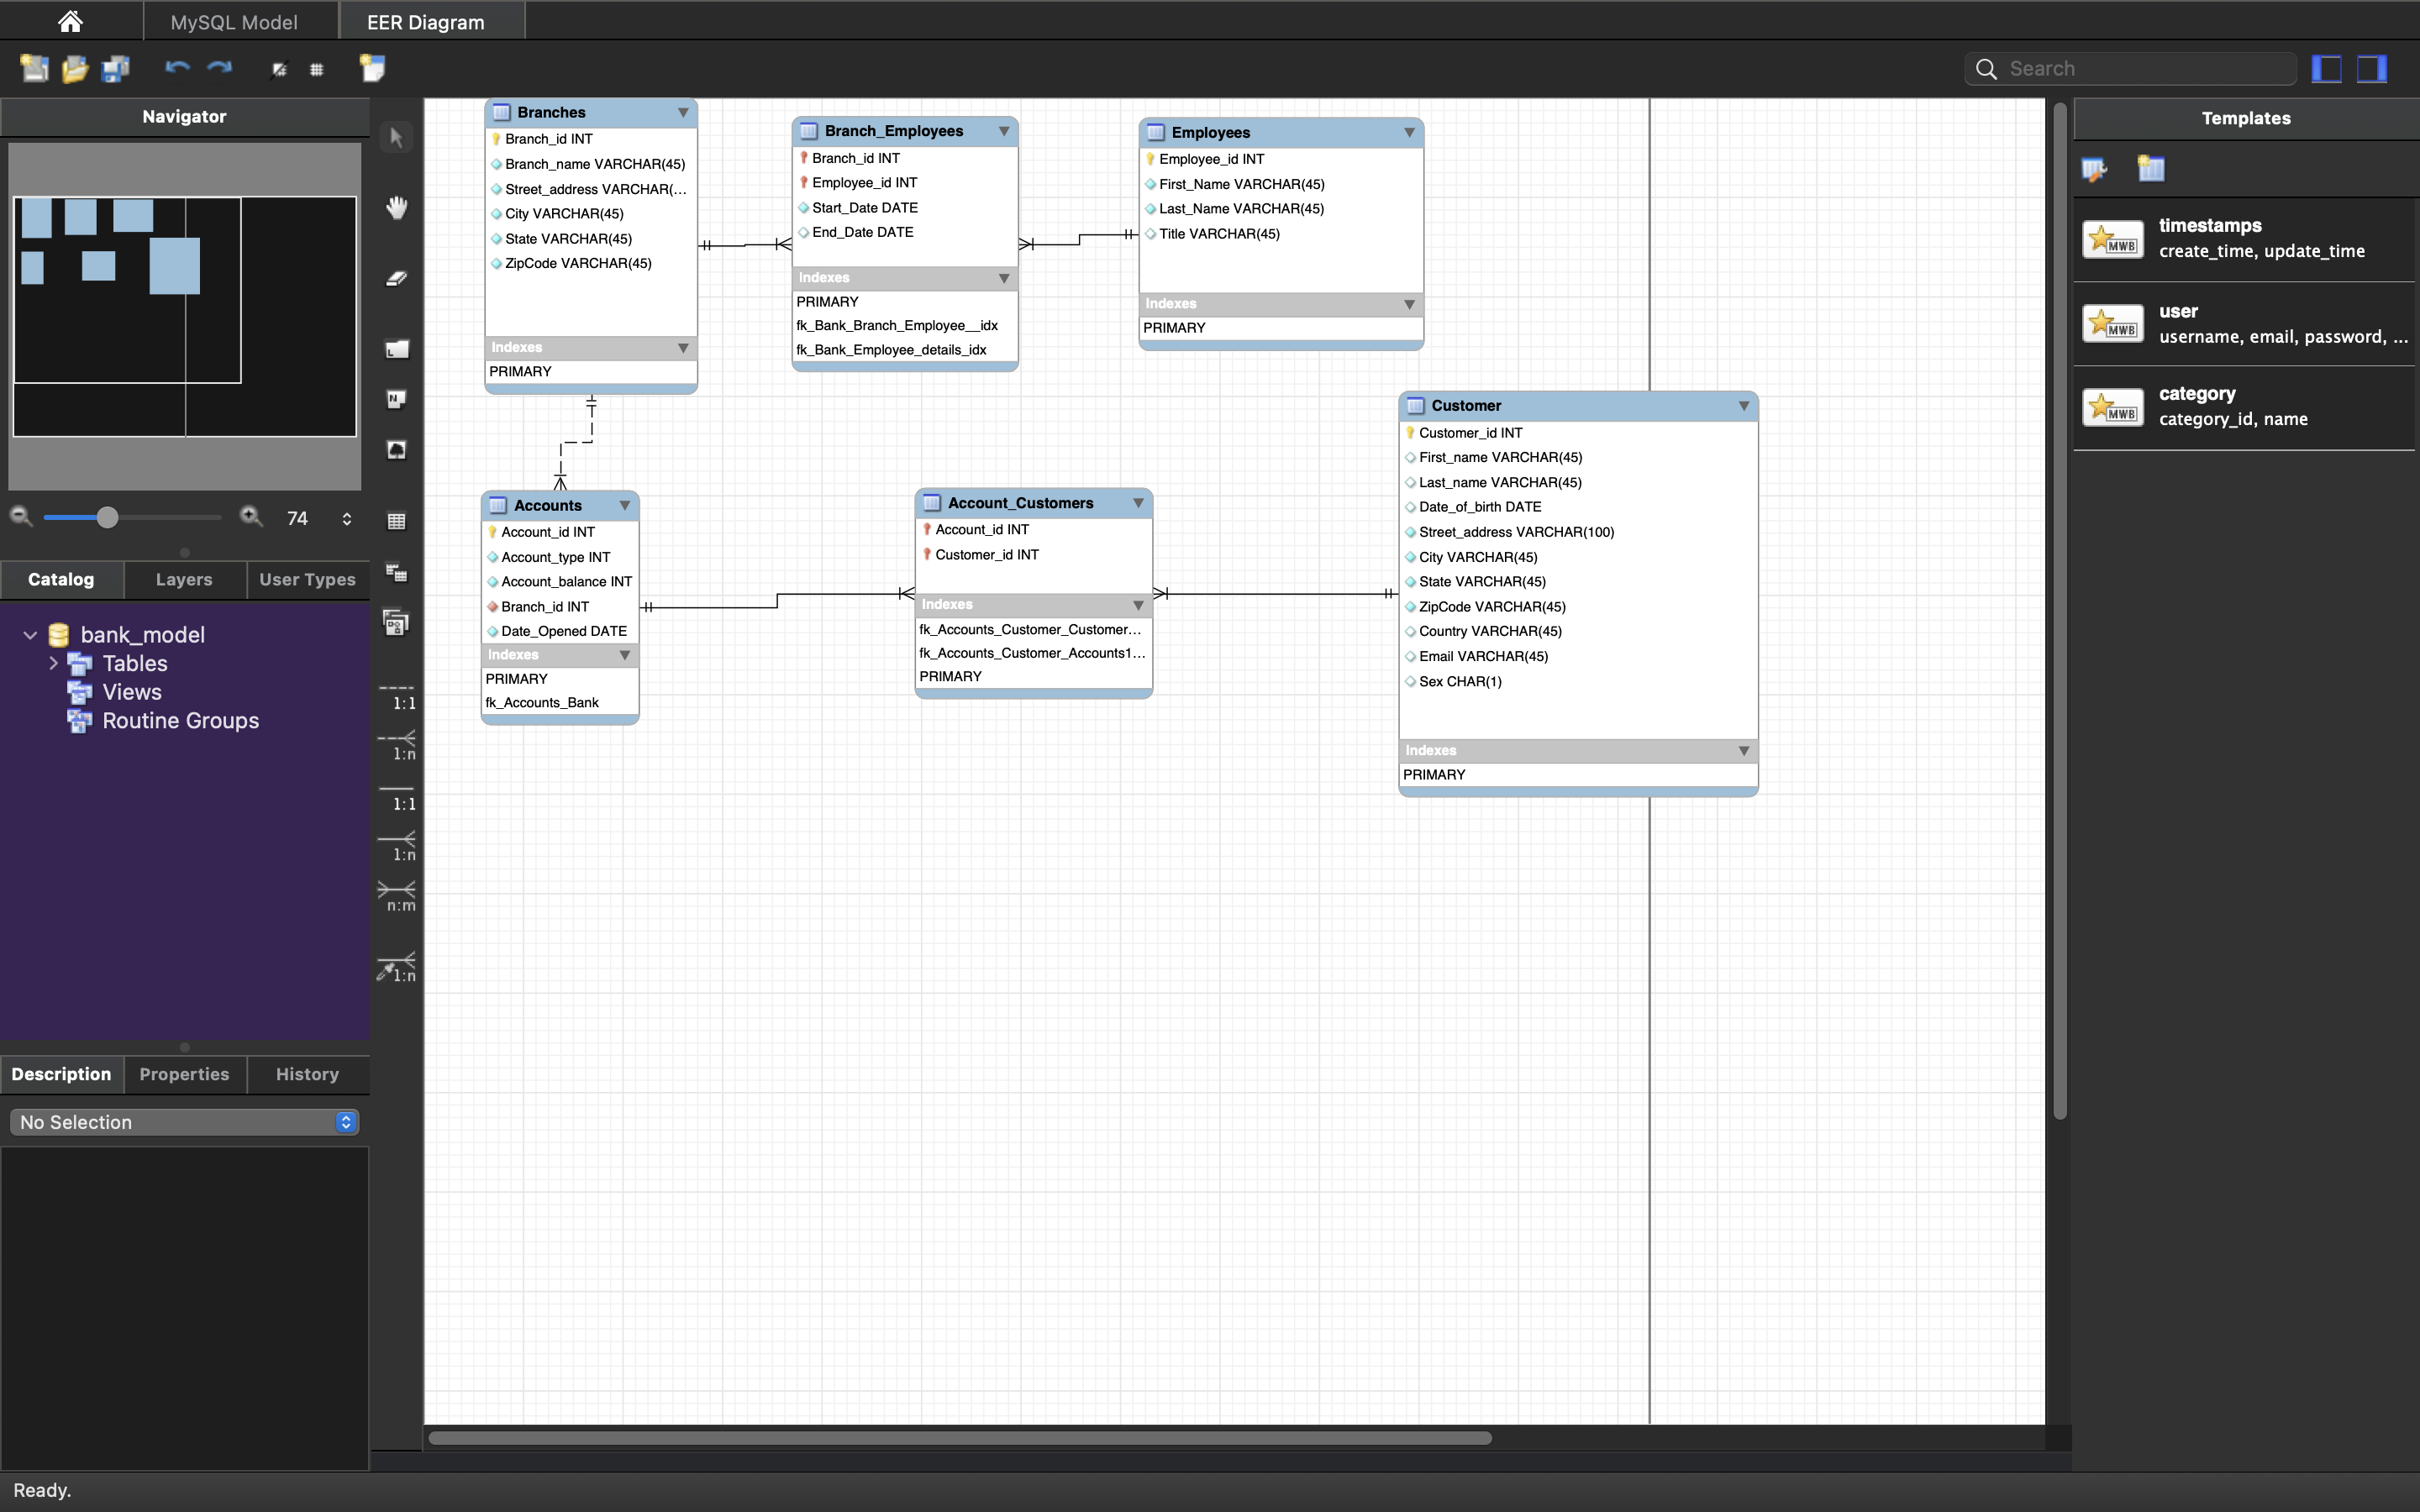 MySQL Model
EER Diagram
Search
Navigator
74
Catalog
Layers
User Types
bank_model
Tables
Views
Routine Groups
Description
Properties
History
No Selection
Ready.
1:1
1:n
1:1
1:n
n:m
1:n
Branches
Branch_id INT
Branch_name VARCHAR(45)
Street_address VARCHAR(...
City VARCHAR(45)
State VARCHAR(45)
ZipCode VARCHAR(45)
Indexes
PRIMARY
Branch_Employees
Branch_id INT
Employee_id INT
Start_Date DATE
End_Date DATE
Indexes
PRIMARY
fk_Bank_Branch_Employee__idx
fk_Bank_Employee_details_idx
Employees
Employee_id INT
First_Name VARCHAR(45)
Last_Name VARCHAR(45)
Title VARCHAR(45)
Indexes
PRIMARY
Accounts
Account_id INT
Account_type INT
Account_balance INT
Branch_id INT
Date_Opened DATE
Indexes
PRIMARY
fk_Accounts_Bank
Account_Customers
Account_id INT
Customer_id INT
Indexes
fk_Accounts_Customer_Customer...
fk_Accounts_Customer_Accounts1...
PRIMARY
Customer
Customer_id INT
First_name VARCHAR(45)
Last_name VARCHAR(45)
Date_of_birth DATE
Street_address VARCHAR(100)
City VARCHAR(45)
State VARCHAR(45)
ZipCode VARCHAR(45)
Country VARCHAR(45)
Email VARCHAR(45)
Sex CHAR(1)
Indexes
PRIMARY
Templates
MWB
timestamps
create_time, update_time
MWB
user
username, email, password, ...
MWB
category
category_id, name